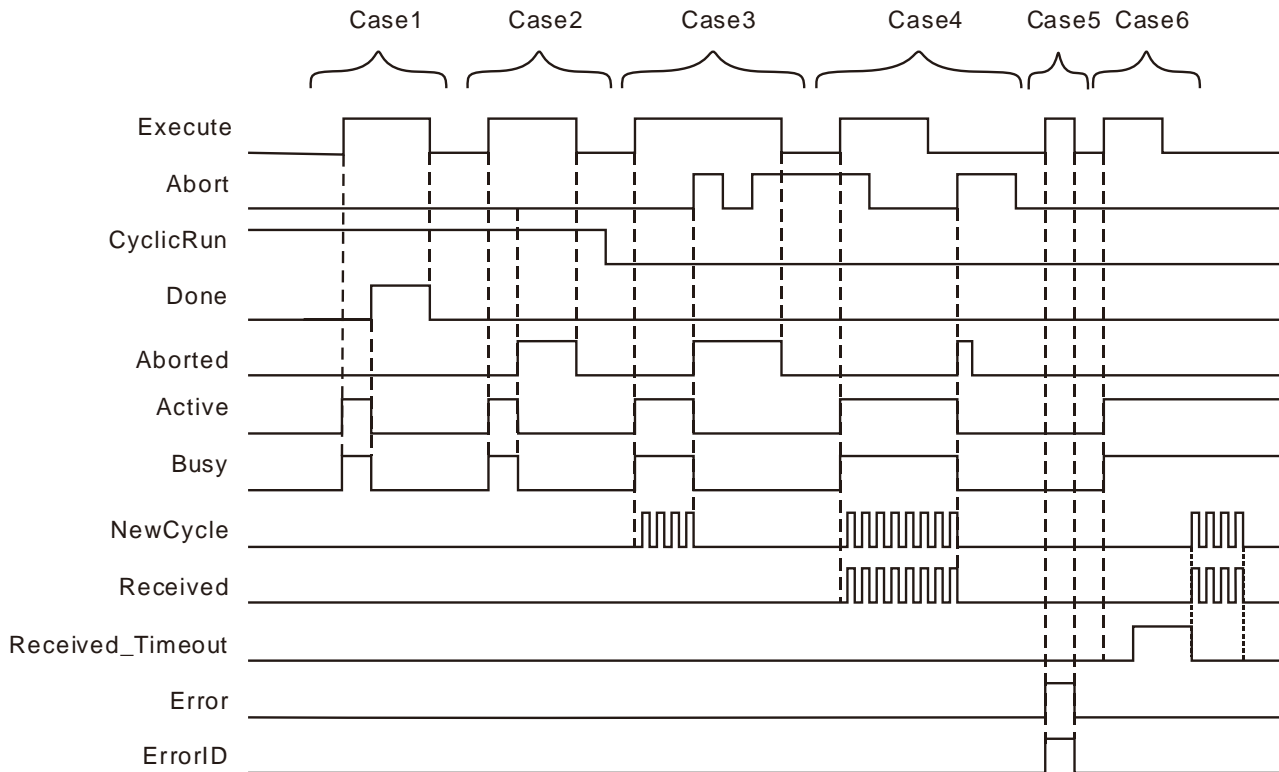 Case1 Case2 Case3 Case4 Case5 Case6
Execute
Abort
CyclicRun
Done
Aborted
Active
Busy
NewCycle
Received
Received_Timeout
Error
ErrorID